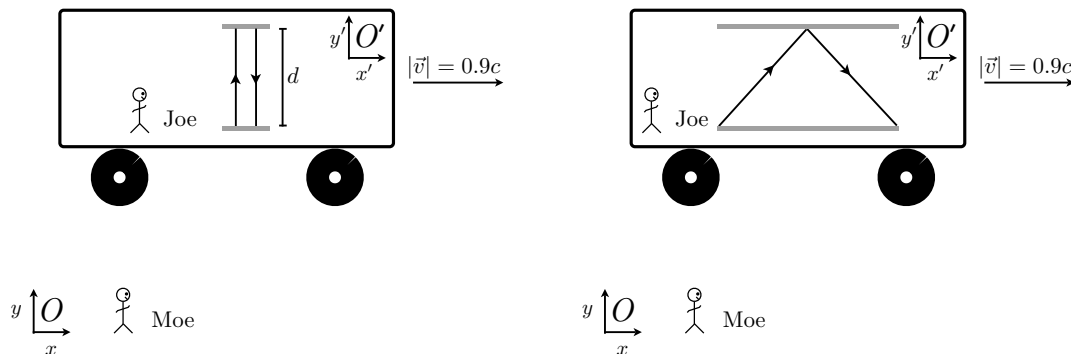 y′ O′
x′
d
Joe
|v⃗| = 0.9c
y O
x
Moe
y′ O′
x′
Joe
|v⃗| = 0.9c
y O
x
Moe